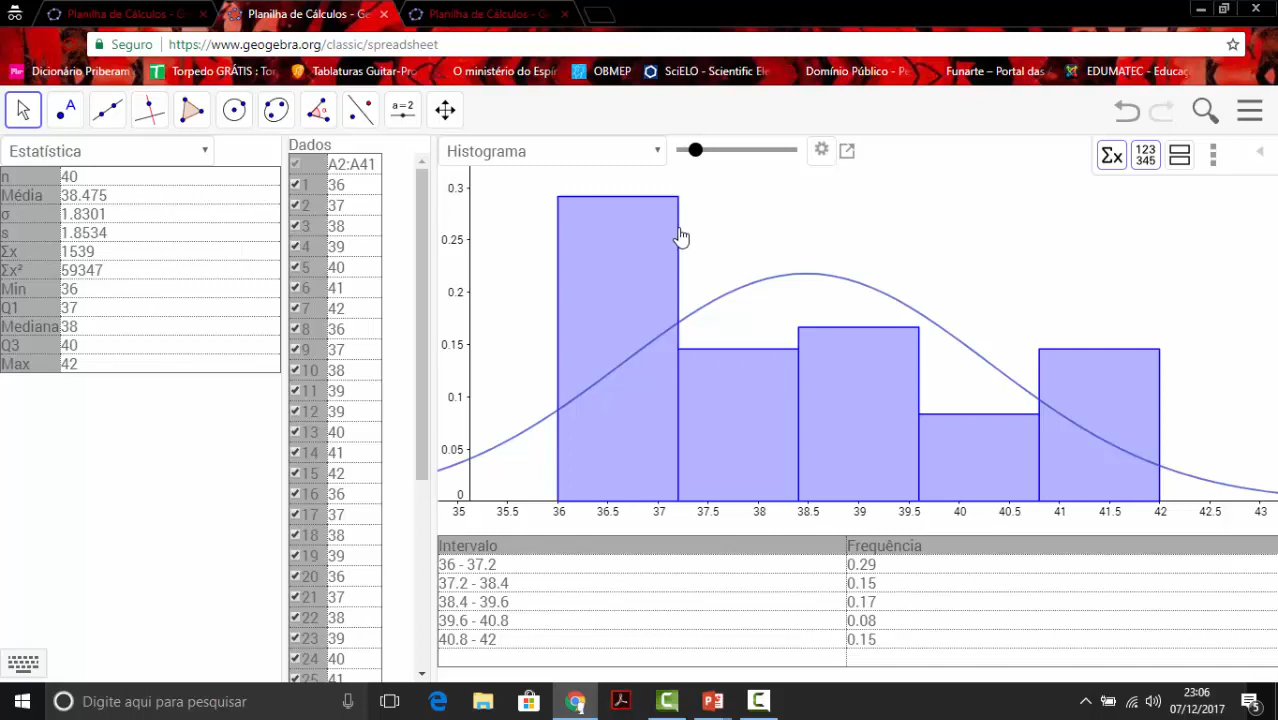 Planilha de Cálculos - Ge
Planilha de Cálculos - Ge
Planilha de Cálculos - Ge
Seguro https://www.geogebra.org/classic/spreadsheet
Dicionário Priberam
Torpedo GRÁTIS : Tor
Tablaturas Guitar-Pro
O ministério do Espír
OBMEP
SciELO - Scientific Ele
Domínio Público - Pe
Funarte – Portal das
EDUMATEC - Educaç
a=2
Estatística
n 40
Média 38.475
σ 1.8301
s 1.8534
Σx 1539
Σx² 59347
Min 36
Q1 37
Mediana 38
Q3 40
Max 42
Dados
A2:A41
1 36
2 37
3 38
4 39
5 40
6 41
7 42
8 36
9 37
10 38
11 39
12 39
13 40
14 41
15 42
16 36
17 37
18 38
19 39
20 36
21 37
22 38
23 39
24 40
25 41
Histograma
Σx
123
345
0.3
0.25
0.2
0.15
0.1
0.05
0
35 35.5 36 36.5 37 37.5 38 38.5 39 39.5 40 40.5 41 41.5 42 42.5 43
Intervalo Frequência
36 - 37.2 0.29
37.2 - 38.4 0.15
38.4 - 39.6 0.17
39.6 - 40.8 0.08
40.8 - 42 0.15
Digite aqui para pesquisar
23:06
07/12/2017
5